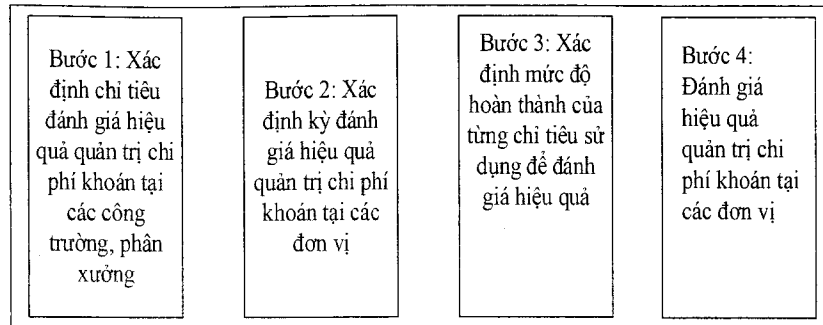 Bước 1: Xác
định chỉ tiêu
đánh giá hiệu
quả quản trị chi
phí khoán tại
các công
trường, phân
xưởng
Bước 2: Xác
định kỳ đánh
giá hiệu quả
quản trị chi phí
khoán tại các
đơn vị
Bước 3: Xác
định mức độ
hoàn thành của
từng chỉ tiêu sử
dụng để đánh
giá hiệu quả
Bước 4:
Đánh giá
hiệu quả
quản trị chi
phí khoán tại
các đơn vị